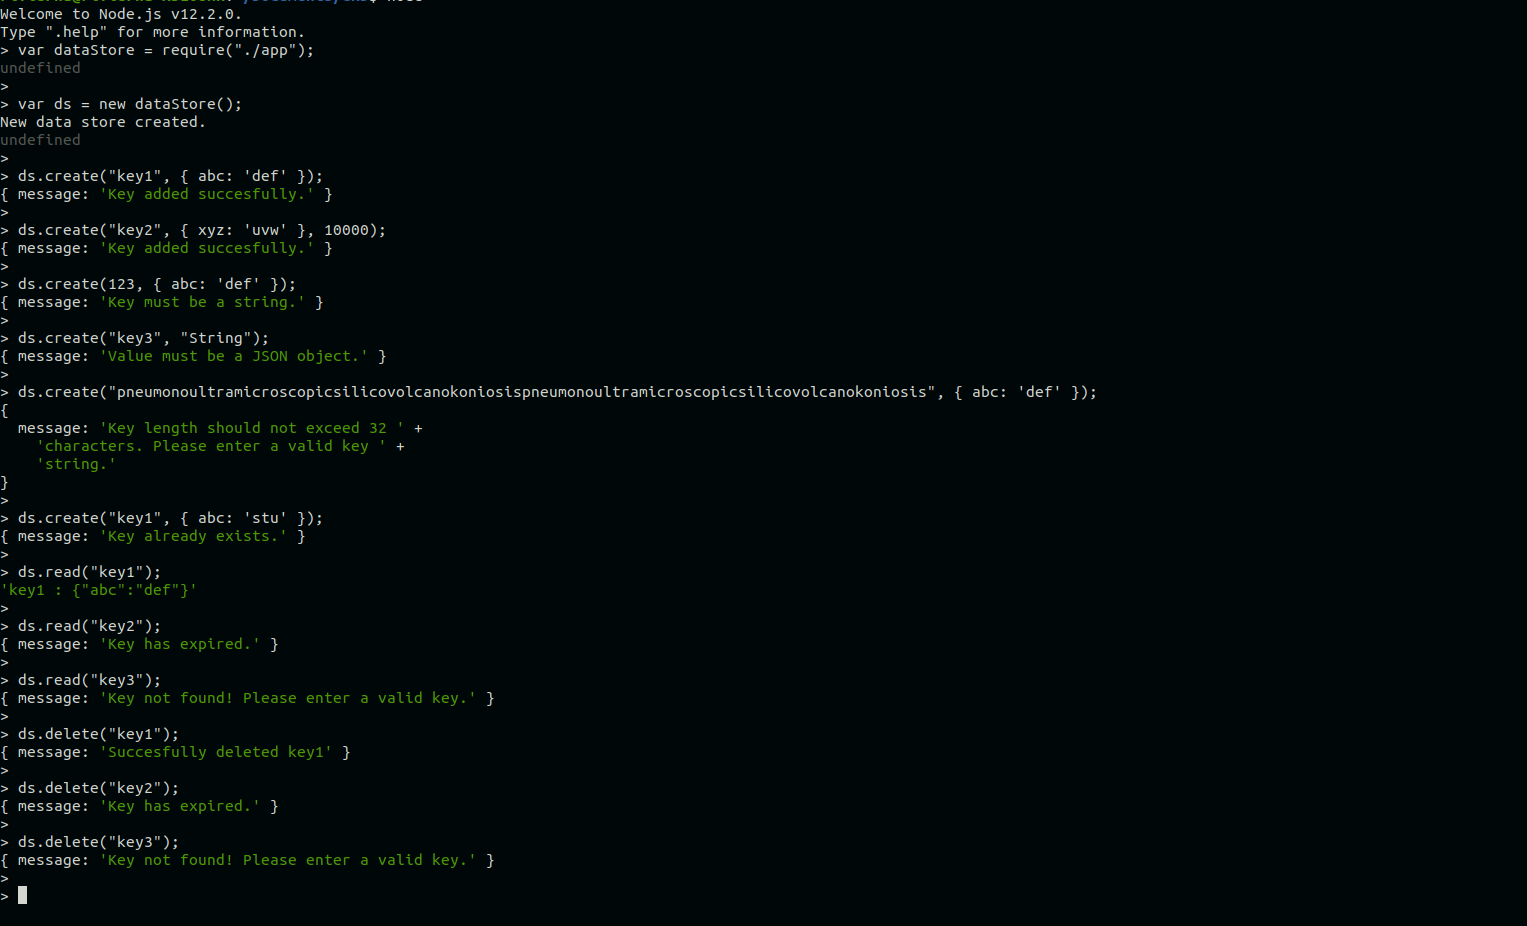 Welcome to Node.js v12.2.0.
Type ".help" for more information.
> var dataStore = require("./app");
undefined
>
> var ds = new dataStore();
New data store created.
undefined
>
> ds.create("key1", { abc: 'def' });
{ message: 'Key added succesfully.' }
>
> ds.create("key2", { xyz: 'uvw' }, 10000);
{ message: 'Key added succesfully.' }
>
> ds.create(123, { abc: 'def' });
{ message: 'Key must be a string.' }
>
> ds.create("key3", "String");
{ message: 'Value must be a JSON object.' }
>
> ds.create("pneumonoultramicroscopicsilicovolcanokoniosispneumonoultramicroscopicsilicovolcanokoniosis", { abc: 'def' });
{
  message: 'Key length should not exceed 32 ' +
    'characters. Please enter a valid key ' +
    'string.'
}
>
> ds.create("key1", { abc: 'stu' });
{ message: 'Key already exists.' }
>
> ds.read("key1");
'key1 : {"abc":"def"}'
>
> ds.read("key2");
{ message: 'Key has expired.' }
>
> ds.read("key3");
{ message: 'Key not found! Please enter a valid key.' }
>
> ds.delete("key1");
{ message: 'Succesfully deleted key1' }
>
> ds.delete("key2");
{ message: 'Key has expired.' }
>
> ds.delete("key3");
{ message: 'Key not found! Please enter a valid key.' }
>
>